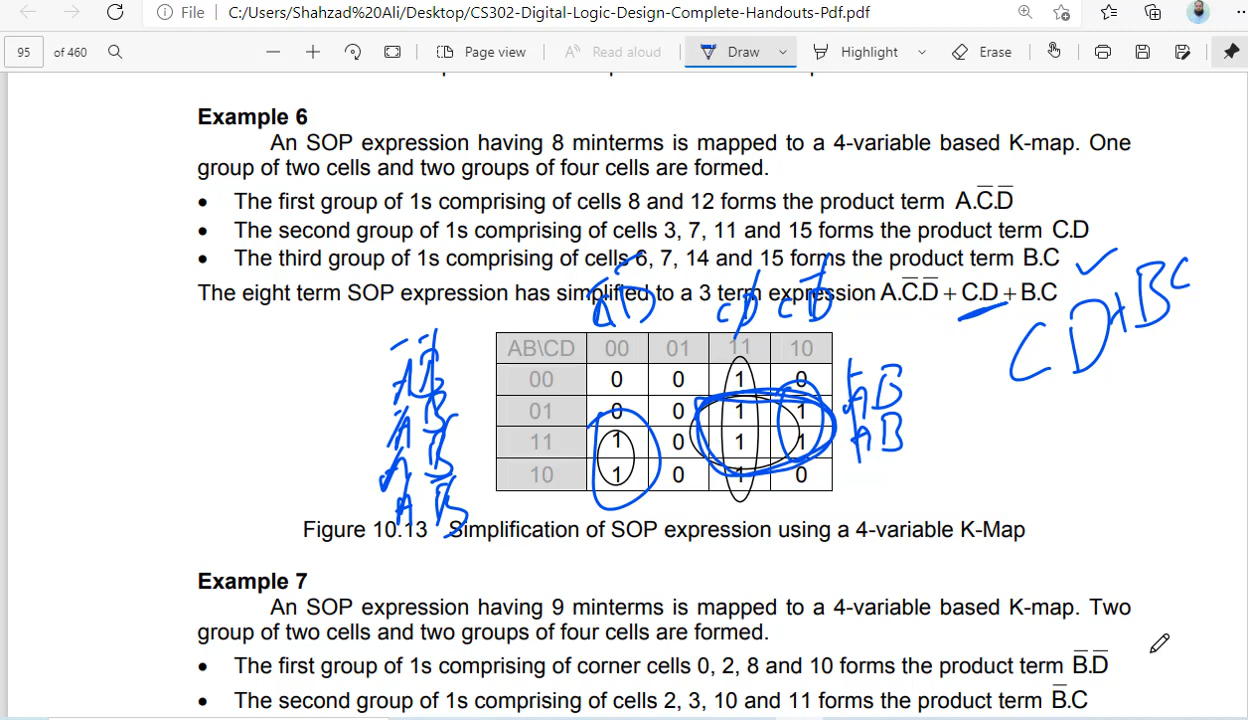 File C:/Users/Shahzad%20Ali/Desktop/CS302-Digital-Logic-Design-Complete-Handouts-Pdf.pdf
95 of 460 Page view Read aloud Draw Highlight Erase
Example 6
An SOP expression having 8 minterms is mapped to a 4-variable based K-map. One
group of two cells and two groups of four cells are formed.
• The first group of 1s comprising of cells 8 and 12 forms the product term A.C̅.D̅
• The second group of 1s comprising of cells 3, 7, 11 and 15 forms the product term C.D
• The third group of 1s comprising of cells 6, 7, 14 and 15 forms the product term B.C
The eight term SOP expression has simplified to a 3 term expression A.C̅.D̅ + C.D + B.C
CD+BC
AB\CD 00 01 11 10
00 0 0 1 0
01 0 0 1 1
11 1 0 1 1
10 1 0 1 0
A̅B
AB
Figure 10.13 Simplification of SOP expression using a 4-variable K-Map
Example 7
An SOP expression having 9 minterms is mapped to a 4-variable based K-map. Two
group of two cells and two groups of four cells are formed.
• The first group of 1s comprising of corner cells 0, 2, 8 and 10 forms the product term B̅.D̅
• The second group of 1s comprising of cells 2, 3, 10 and 11 forms the product term B̅.C